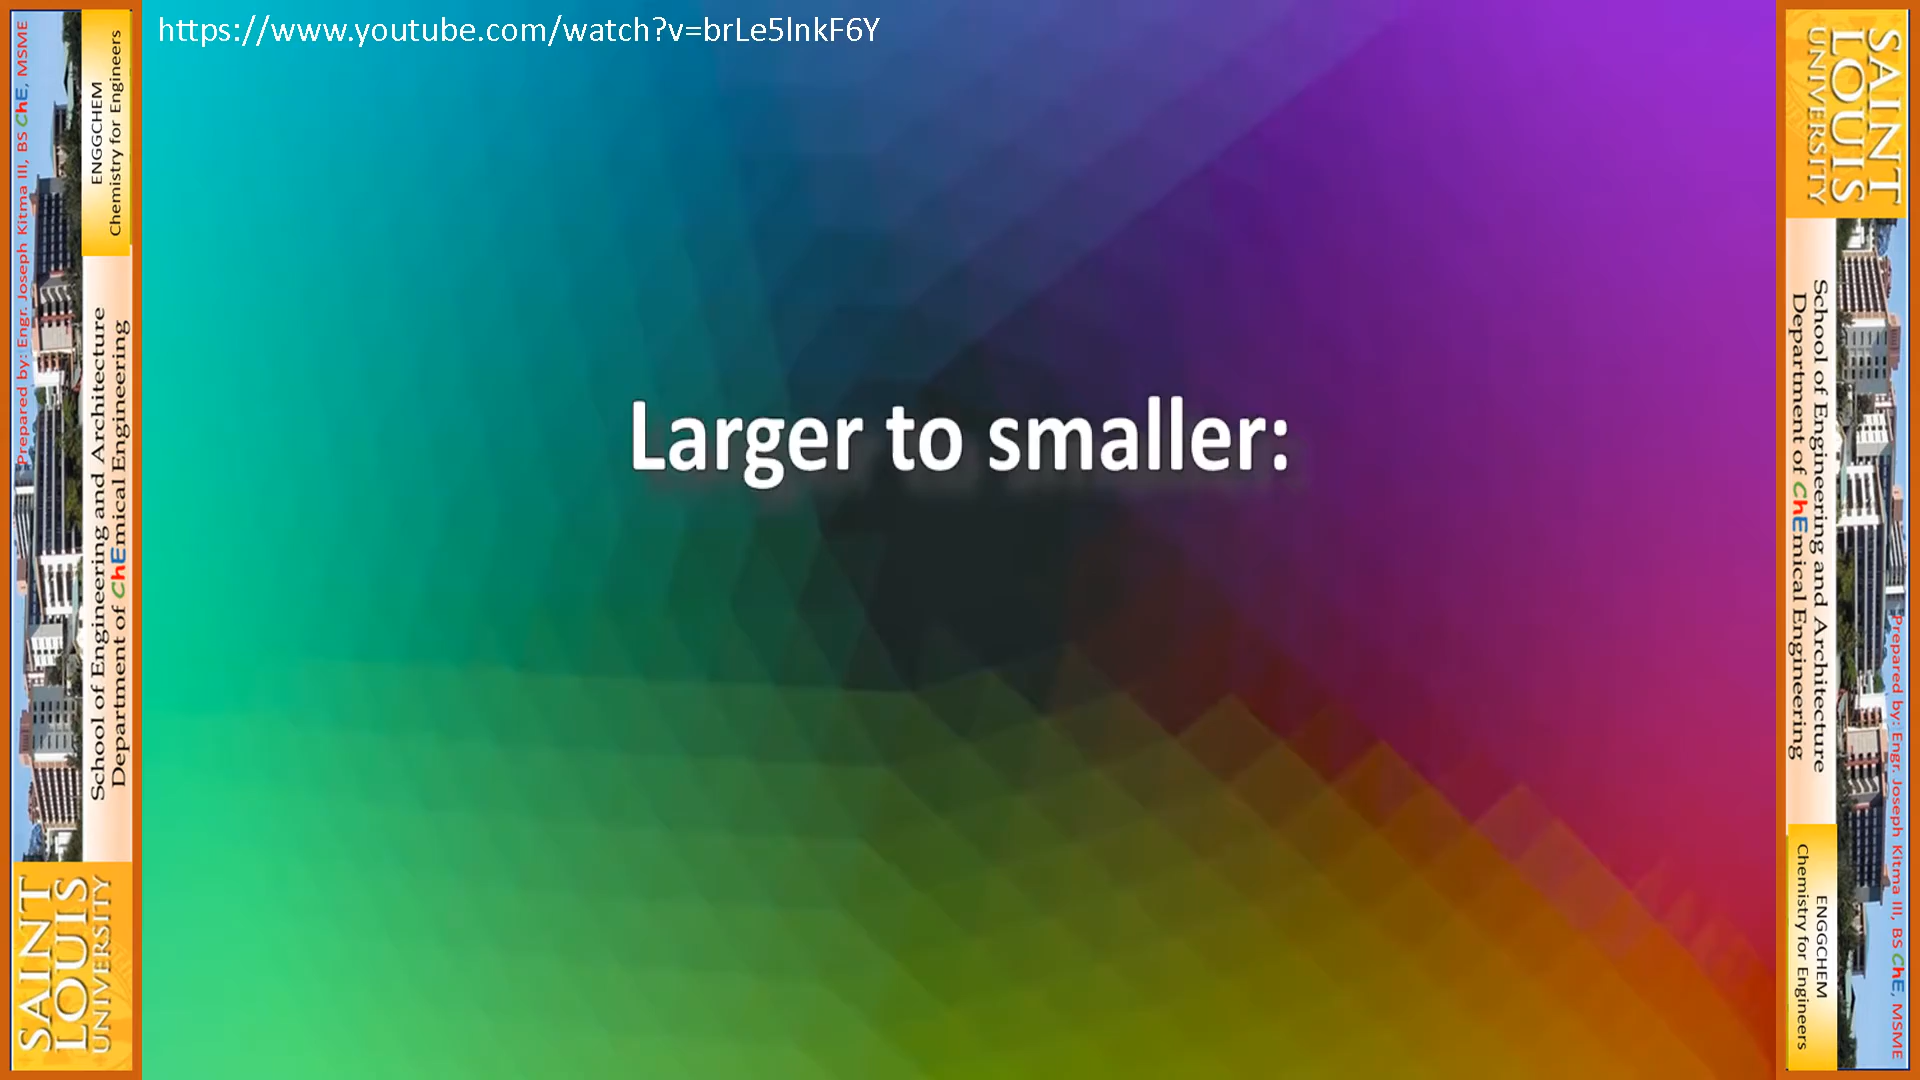 https://www.youtube.com/watch?v=brLe5lnkF6Y
Larger to smaller:
Prepared by: Engr. Joseph Kitma III, BS ChE, MSME
ENGGCHEM
Chemistry for Engineers
School of Engineering and Architecture
Department of ChEmical Engineering
SAINT
LOUIS
UNIVERSITY
SAINT
LOUIS
UNIVERSITY
School of Engineering and Architecture
Department of ChEmical Engineering
ENGGCHEM
Chemistry for Engineers
Prepared by: Engr. Joseph Kitma III, BS ChE, MSME